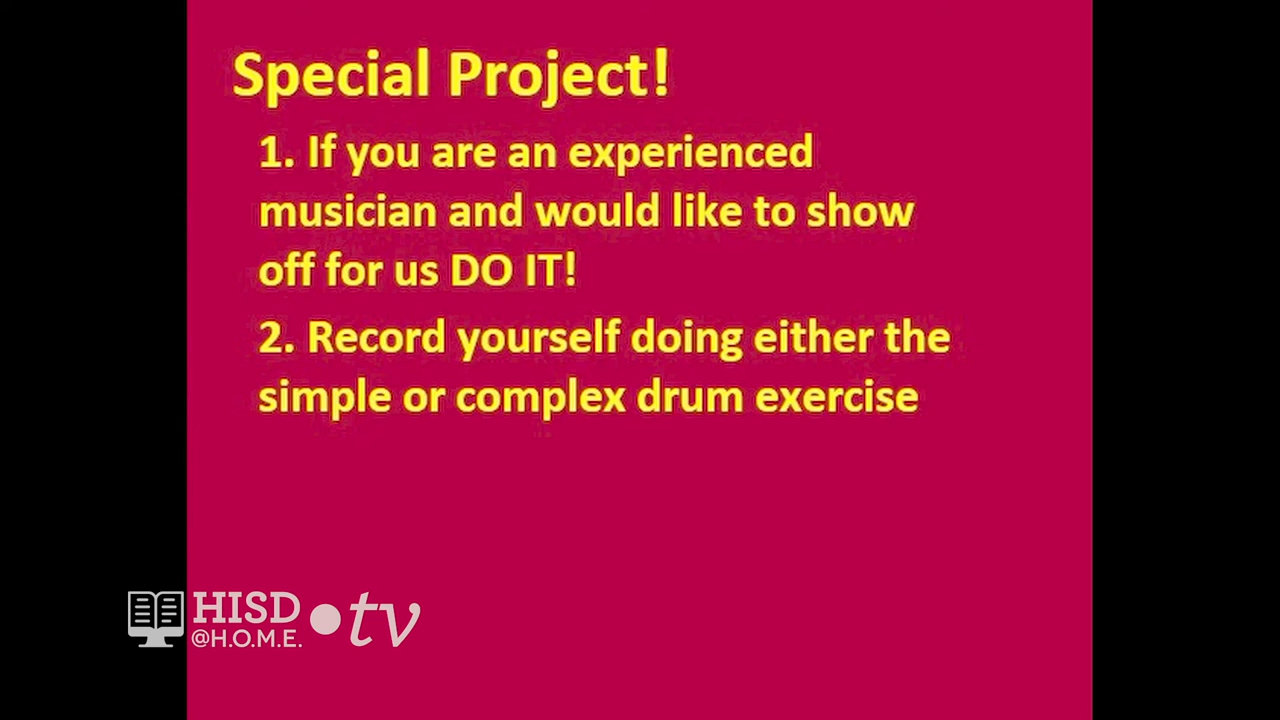 Special Project!
1. If you are an experienced
musician and would like to show
off for us DO IT!
2. Record yourself doing either the
simple or complex drum exercise
HISD
@H.O.M.E.
tv